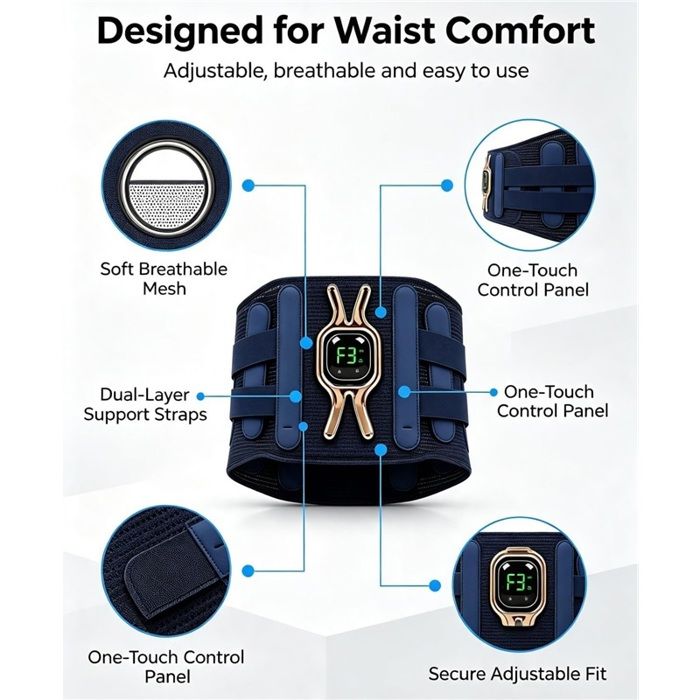 Designed for Waist Comfort
Adjustable, breathable and easy to use
Soft Breathable
Mesh
One-Touch
Control Panel
F3
Dual-Layer
Support Straps
One-Touch
Control Panel
F3
One-Touch Control
Panel
Secure Adjustable Fit